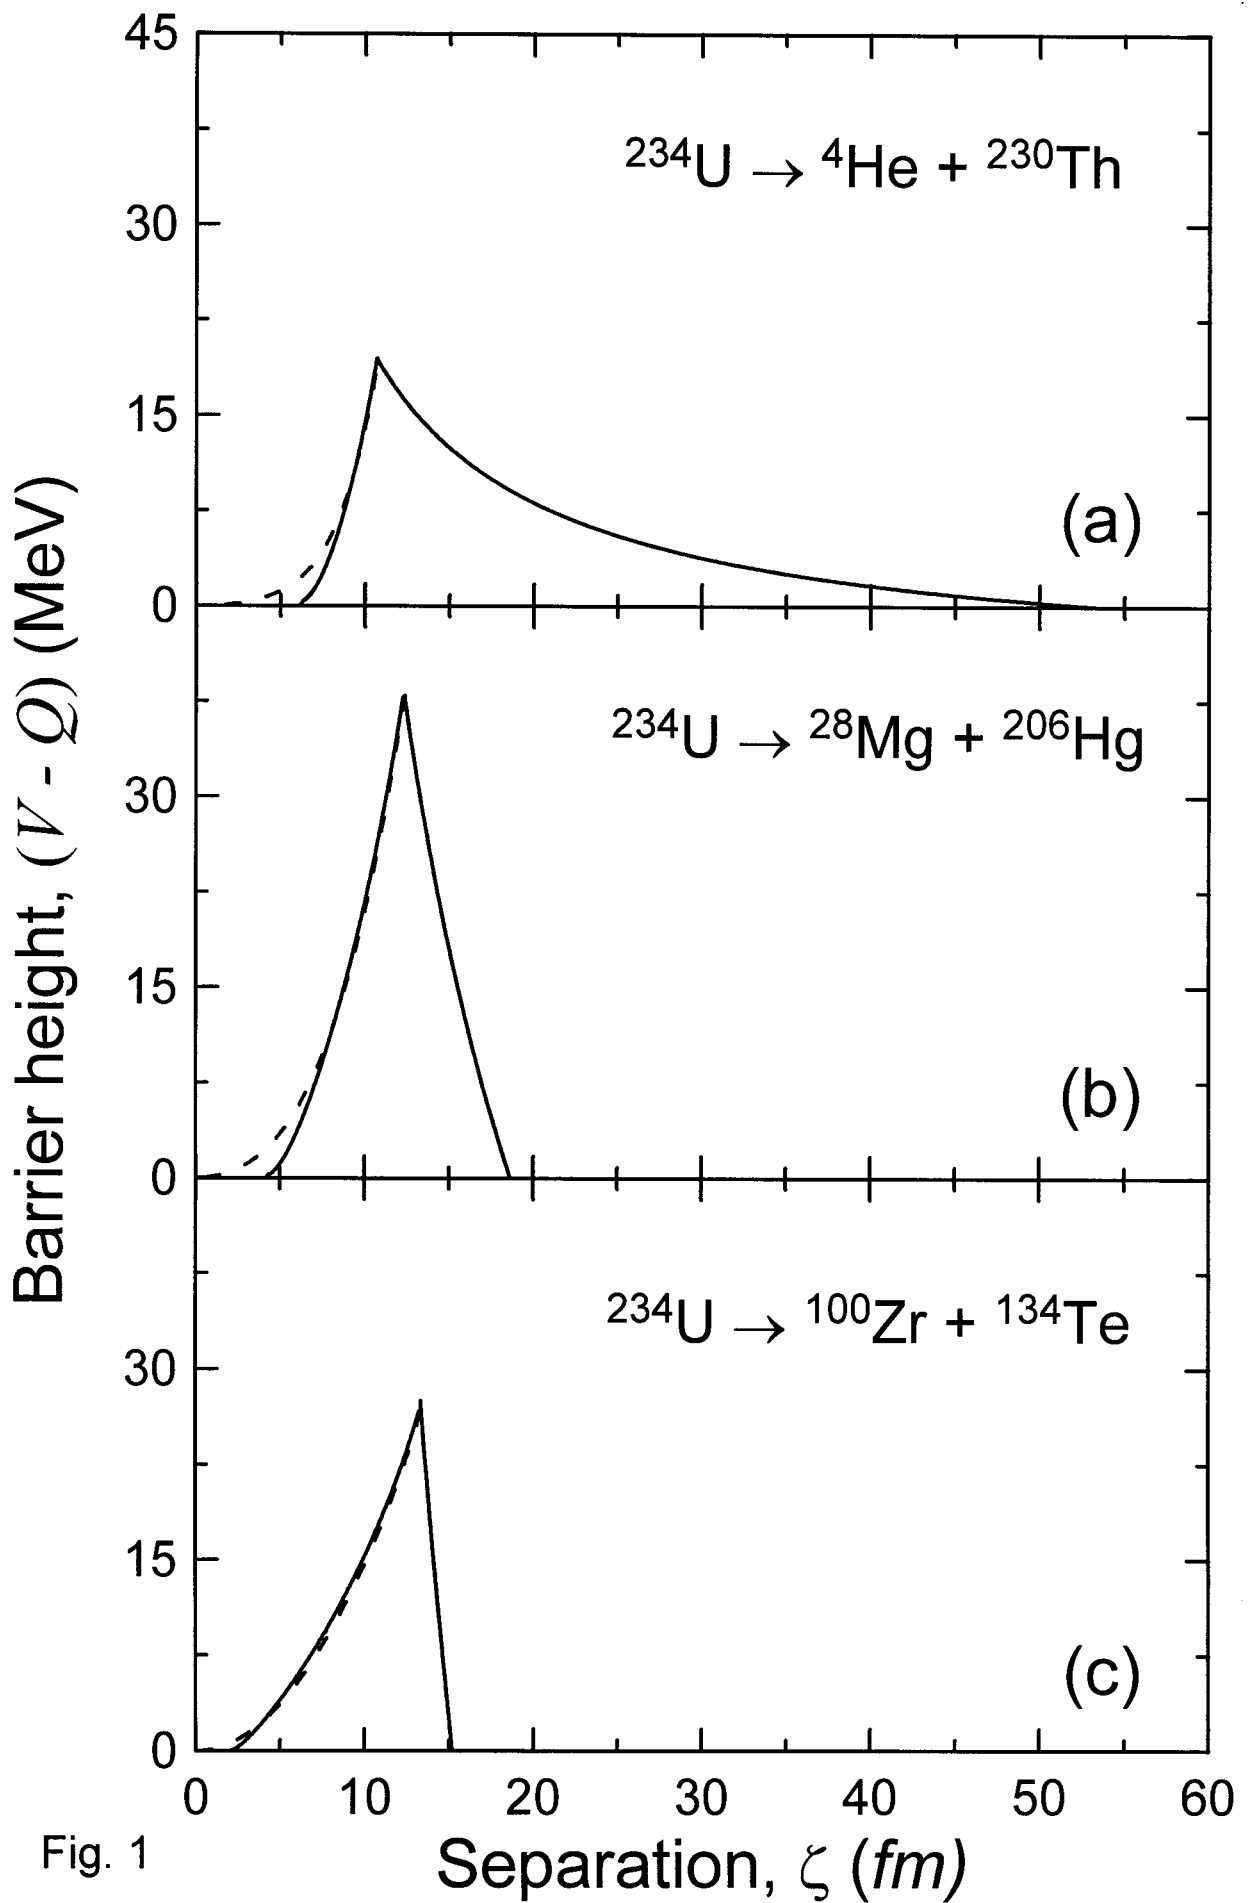 45
²³⁴U → ⁴He + ²³⁰Th
30
15
(a)
0
²³⁴U → ²⁸Mg + ²⁰⁶Hg
30
15
(b)
0
²³⁴U → ¹⁰⁰Zr + ¹³⁴Te
30
15
(c)
0
Barrier height, (V - Q) (MeV)
0 10 20 30 40 50 60
Separation, ζ (fm)
Fig. 1